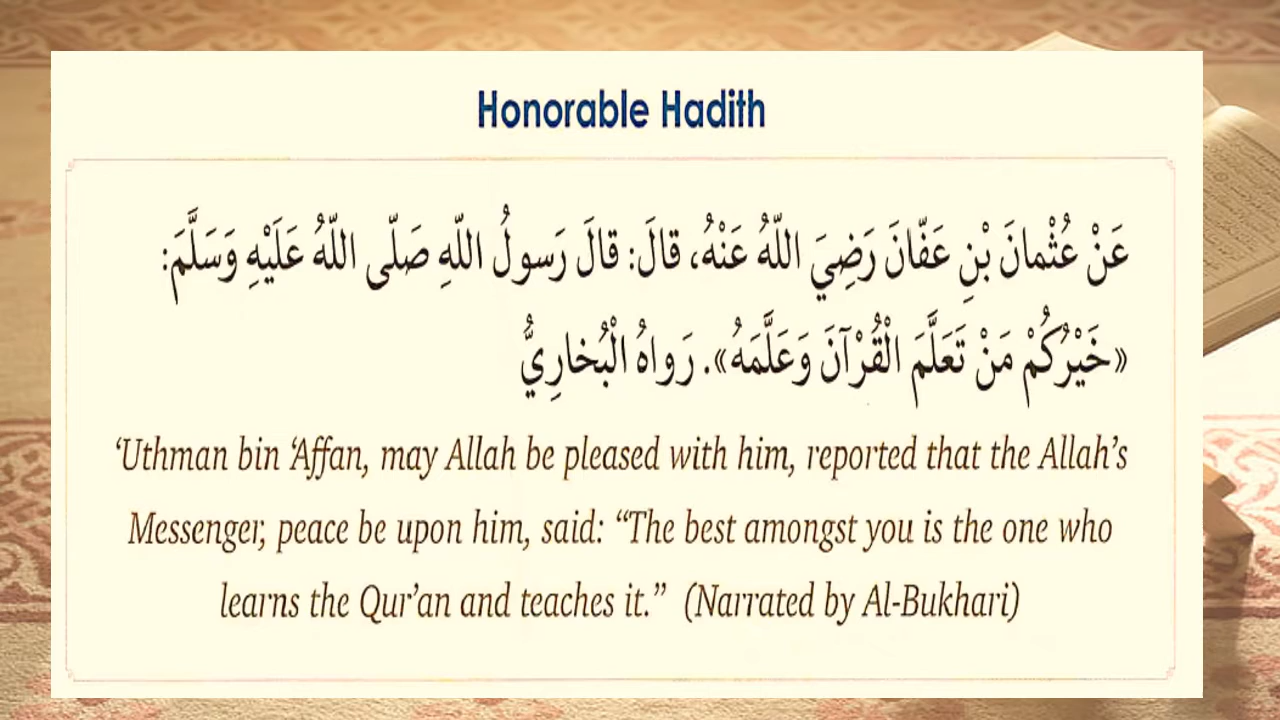 Honorable Hadith
عَنْ عُثْمانَ بْنِ عَفّانَ رَضِيَ اللّهُ عَنْهُ، قالَ: قالَ رَسولُ اللّهِ صَلّى اللّهُ عَلَيْهِ وَسَلَّمَ:
«خَيْرُكُمْ مَنْ تَعَلَّمَ الْقُرْآنَ وَعَلَّمَهُ». رَواهُ الْبُخارِيُّ
‘Uthman bin ‘Affan, may Allah be pleased with him, reported that the Allah’s
Messenger, peace be upon him, said: “The best amongst you is the one who
learns the Qur’an and teaches it.” (Narrated by Al-Bukhari)